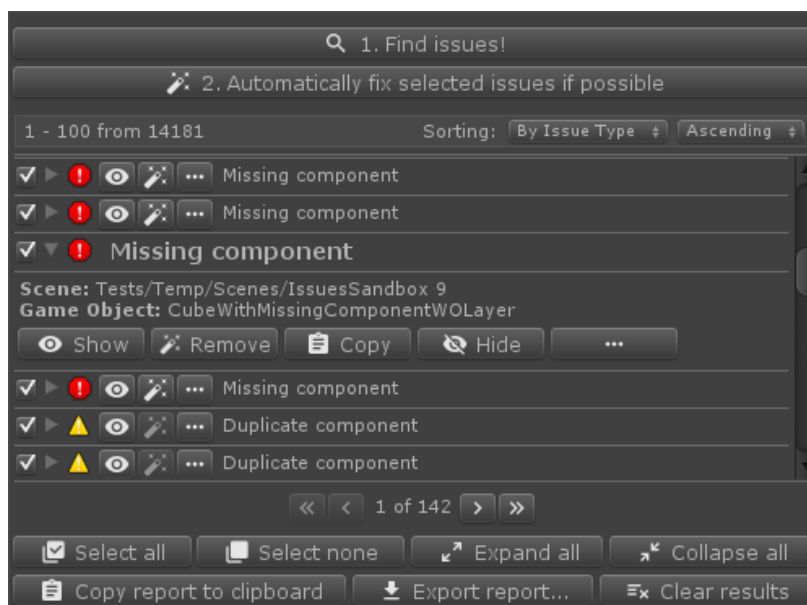 1. Find issues!
2. Automatically fix selected issues if possible
1 - 100 from 14181 Sorting: By Issue Type Ascending
Missing component
Missing component
Missing component
Scene: Tests/Temp/Scenes/IssuesSandbox 9
Game Object: CubeWithMissingComponentWOLayer
Show Remove Copy Hide ...
Missing component
Duplicate component
Duplicate component
« < 1 of 142 > »
Select all Select none Expand all Collapse all
Copy report to clipboard Export report... Clear results